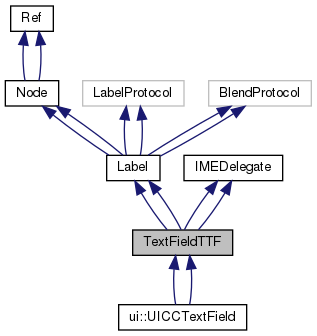 Ref
Node
LabelProtocol
BlendProtocol
Label
IMEDelegate
TextFieldTTF
ui::UICCTextField